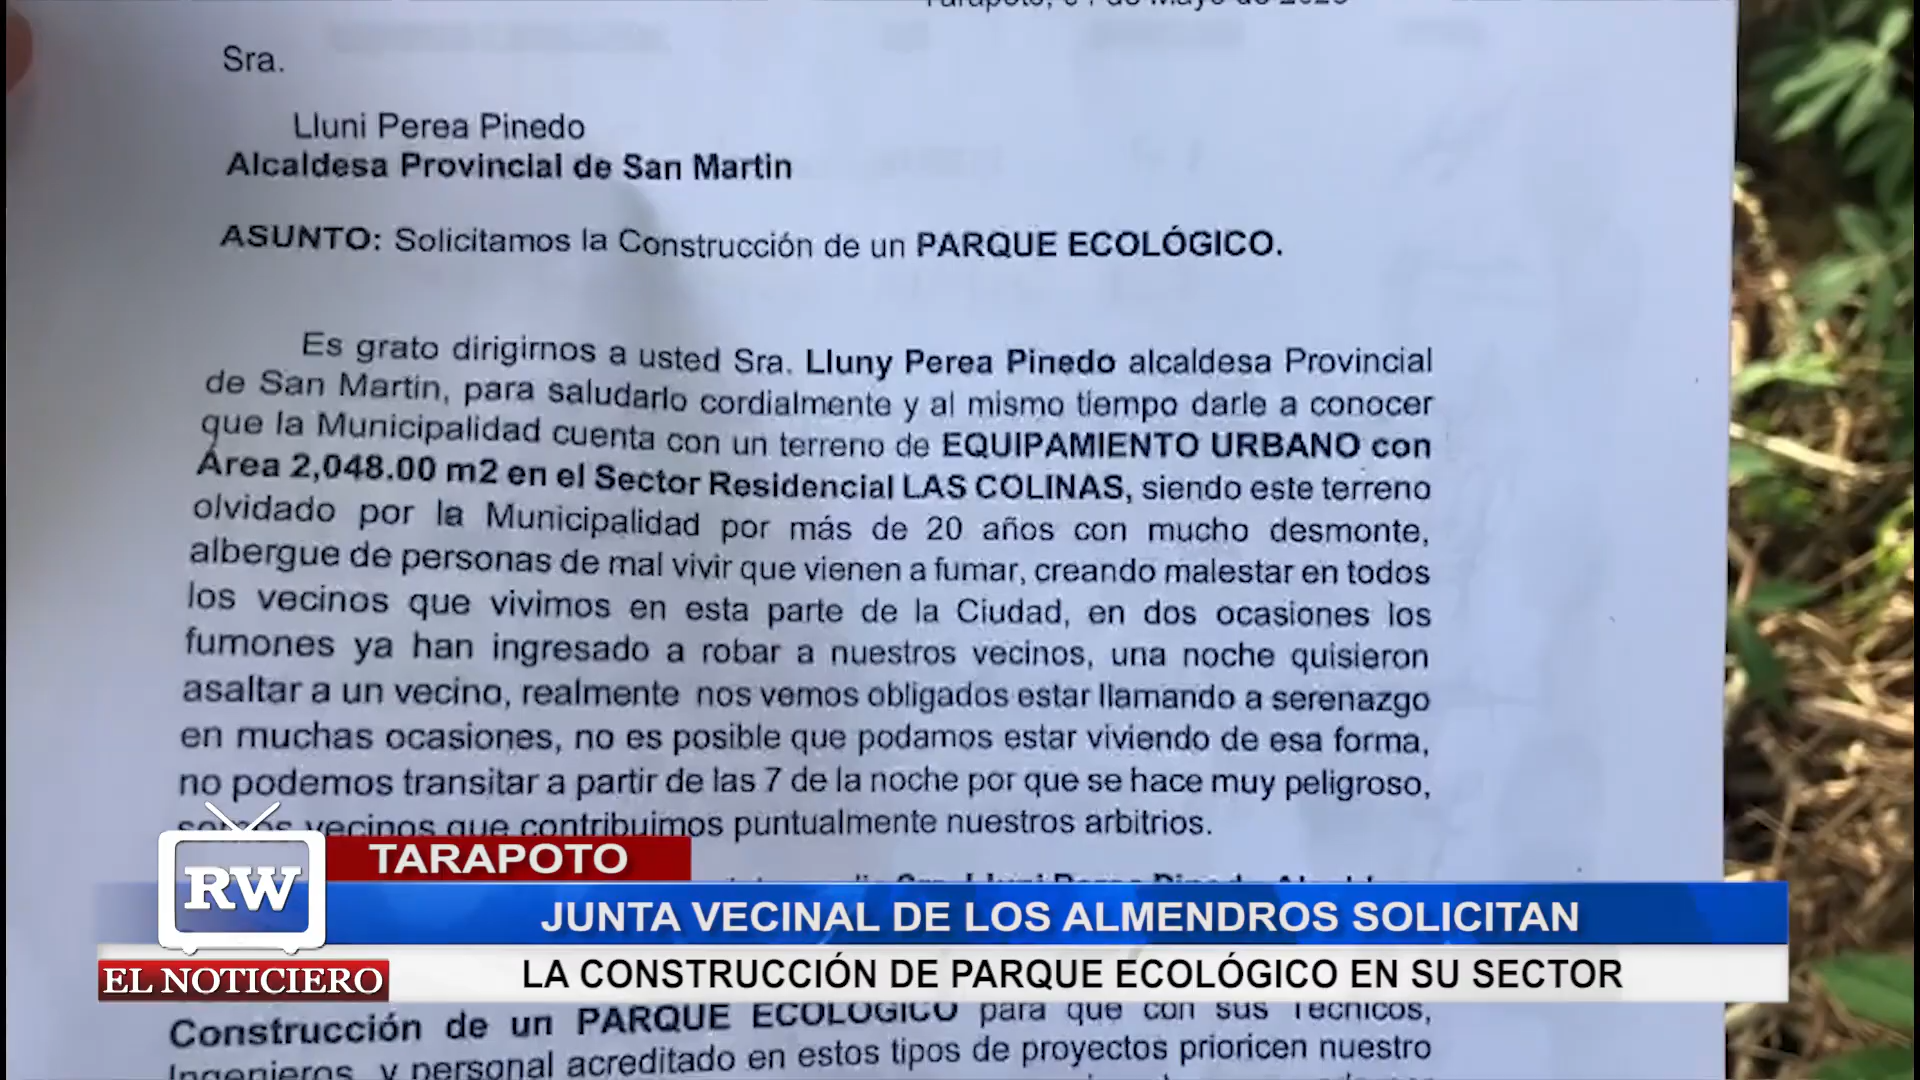 Tarapoto, 04 de Mayo de 2023
Sra.
Lluni Perea Pinedo
Alcaldesa Provincial de San Martin
ASUNTO: Solicitamos la Construcción de un PARQUE ECOLÓGICO.
Es grato dirigirnos a usted Sra. Lluny Perea Pinedo alcaldesa Provincial
de San Martin, para saludarlo cordialmente y al mismo tiempo darle a conocer
que la Municipalidad cuenta con un terreno de EQUIPAMIENTO URBANO con
Área 2,048.00 m2 en el Sector Residencial LAS COLINAS, siendo este terreno
olvidado por la Municipalidad por más de 20 años con mucho desmonte,
albergue de personas de mal vivir que vienen a fumar, creando malestar en todos
los vecinos que vivimos en esta parte de la Ciudad, en dos ocasiones los
fumones ya han ingresado a robar a nuestros vecinos, una noche quisieron
asaltar a un vecino, realmente nos vemos obligados estar llamando a serenazgo
en muchas ocasiones, no es posible que podamos estar viviendo de esa forma,
no podemos transitar a partir de las 7 de la noche por que se hace muy peligroso,
somos vecinos que contribuimos puntualmente nuestros arbitrios.
TARAPOTO
RW
JUNTA VECINAL DE LOS ALMENDROS SOLICITAN
EL NOTICIERO
LA CONSTRUCCIÓN DE PARQUE ECOLÓGICO EN SU SECTOR
Construcción de un PARQUE ECOLÓGICO para que con sus Técnicos,
Ingenieros y personal acreditado en estos tipos de proyectos prioricen nuestro